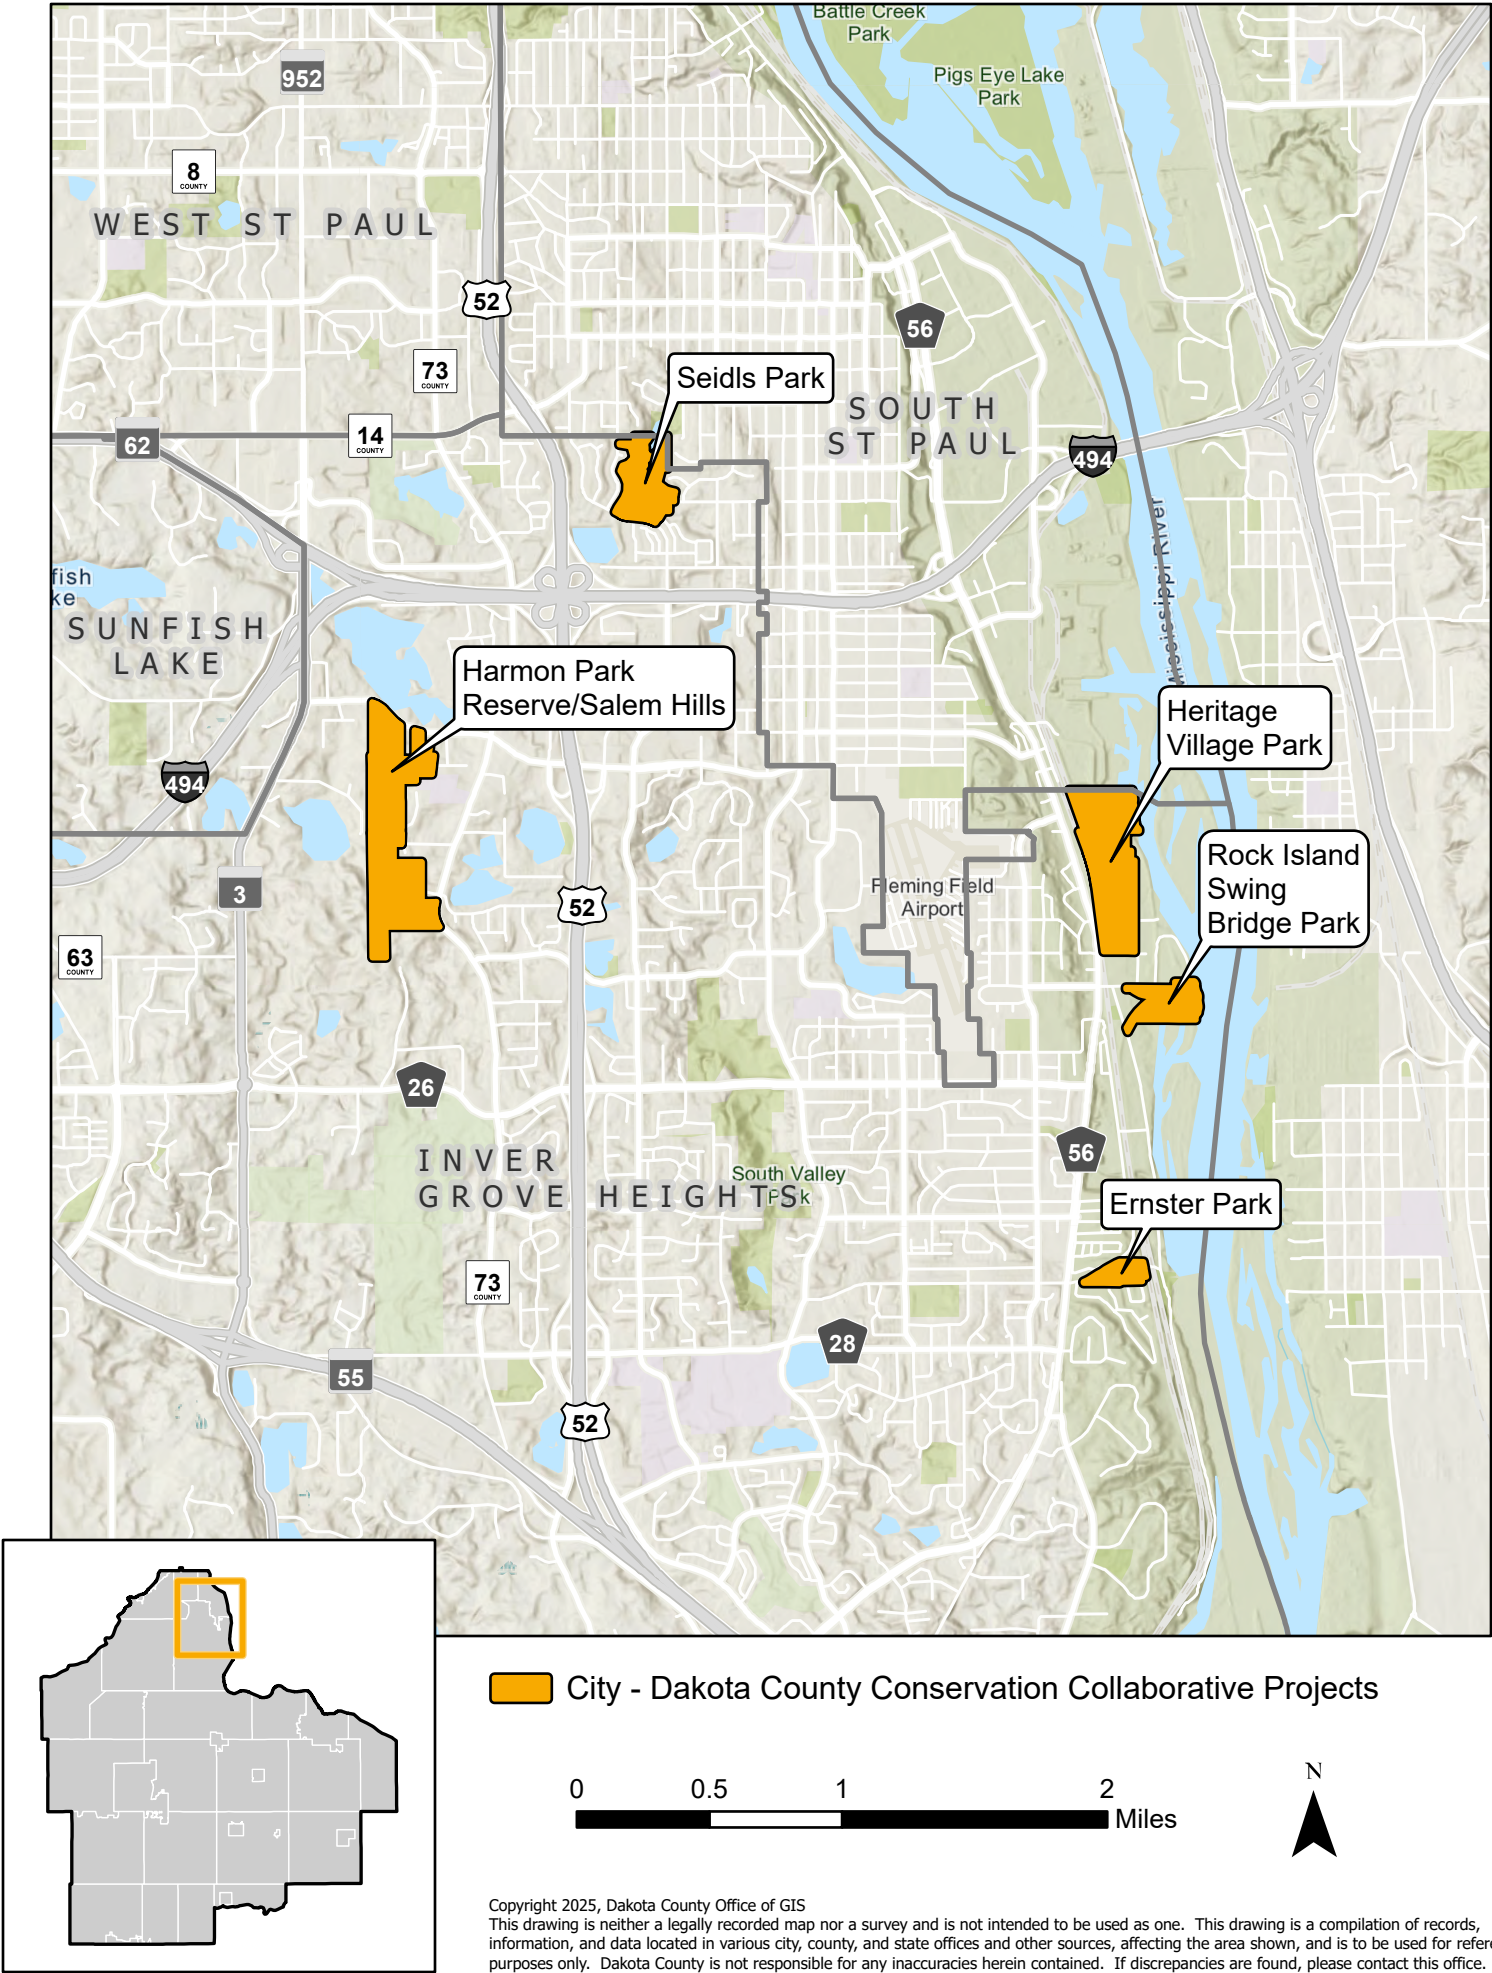 Battle Creek
Park
Pigs Eye Lake
Park
952
8
COUNTY
WEST ST PAUL
52
56
73
COUNTY
Seidls Park
SOUTH
ST PAUL
14
COUNTY
62
494
Mississippi River
fish
ke
SUNFISH
LAKE
Harmon Park
Reserve/Salem Hills
Heritage
Village Park
494
Rock Island
Swing
Bridge Park
3
52
Fleming Field
Airport
63
COUNTY
26
56
INVER
GROVE HEIGHTS
South Valley
Ernster Park
73
COUNTY
28
55
52
City - Dakota County Conservation Collaborative Projects
0 0.5 1 2
Miles
N
Copyright 2025, Dakota County Office of GIS
This drawing is neither a legally recorded map nor a survey and is not intended to be used as one. This drawing is a compilation of records,
information, and data located in various city, county, and state offices and other sources, affecting the area shown, and is to be used for refere
purposes only. Dakota County is not responsible for any inaccuracies herein contained. If discrepancies are found, please contact this office.